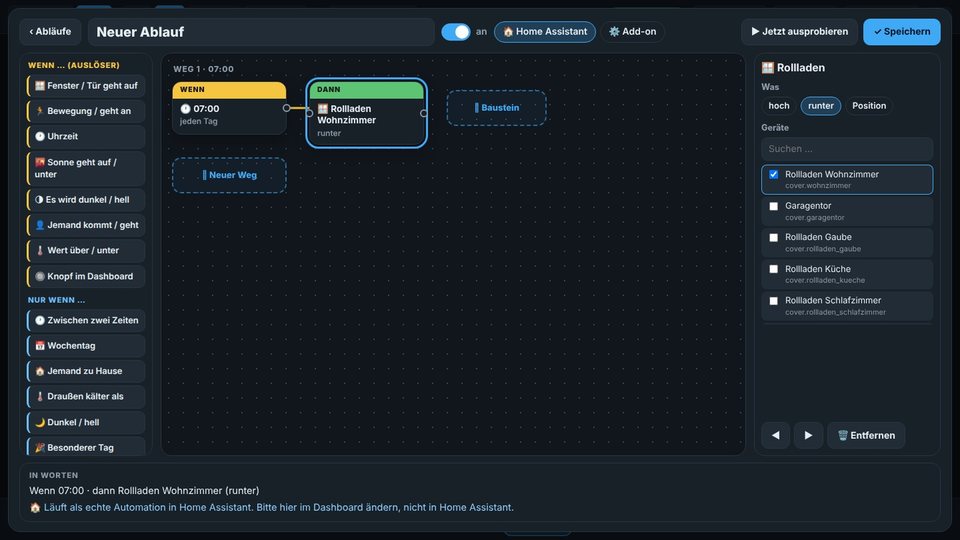 ‹ Abläufe
Neuer Ablauf
an
Home Assistant
Add-on
Jetzt ausprobieren
✓ Speichern
WENN … (AUSLÖSER)
Fenster / Tür geht auf
Bewegung / geht an
Uhrzeit
Sonne geht auf /
unter
Es wird dunkel / hell
Jemand kommt / geht
Wert über / unter
Knopf im Dashboard
NUR WENN …
Zwischen zwei Zeiten
Wochentag
Jemand zu Hause
Draußen kälter als
Dunkel / hell
Besonderer Tag
WEG 1 · 07:00
WENN
07:00
jeden Tag
DANN
Rollladen
Wohnzimmer
runter
Baustein
Neuer Weg
Rollladen
Was
hoch
runter
Position
Geräte
Suchen …
Rollladen Wohnzimmer
cover.wohnzimmer
Garagentor
cover.garagentor
Rollladen Gaube
cover.rollladen_gaube
Rollladen Küche
cover.rollladen_kueche
Rollladen Schlafzimmer
cover.rollladen_schlafzimmer
Entfernen
IN WORTEN
Wenn 07:00 · dann Rollladen Wohnzimmer (runter)
Läuft als echte Automation in Home Assistant. Bitte hier im Dashboard ändern, nicht in Home Assistant.